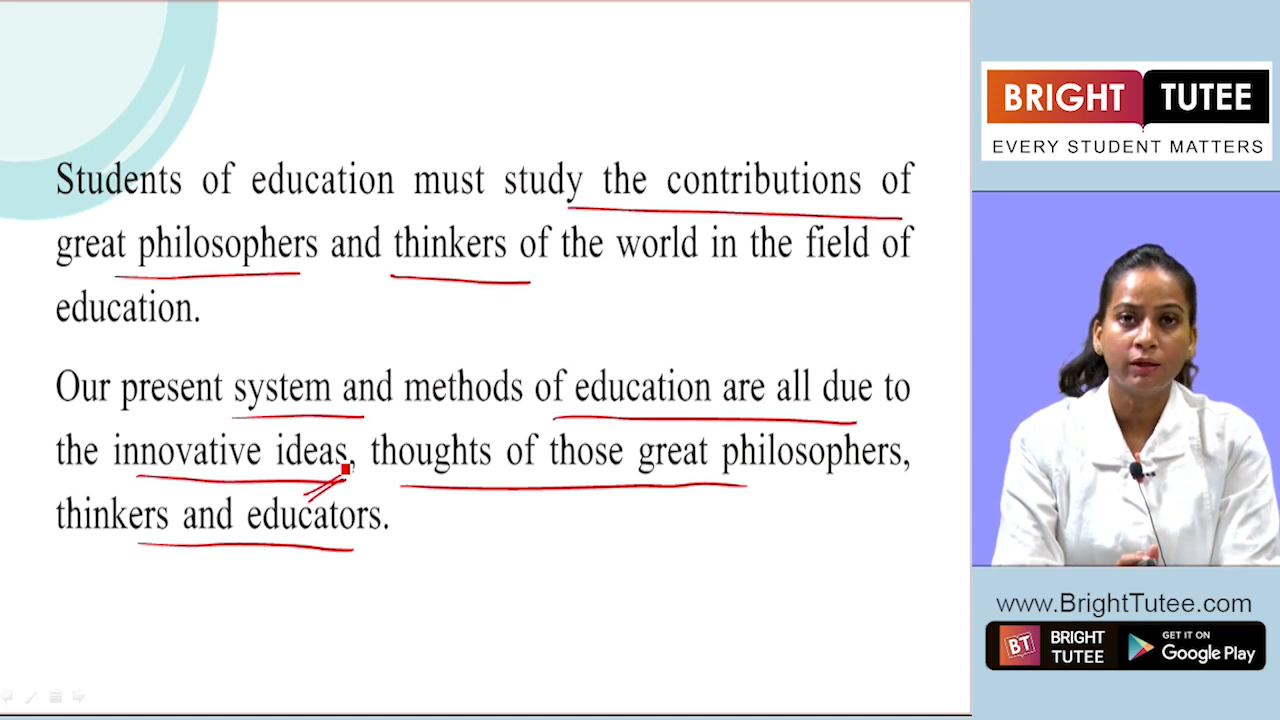 Students of education must study the contributions of
great philosophers and thinkers of the world in the field of
education.
Our present system and methods of education are all due to
the innovative ideas, thoughts of those great philosophers,
thinkers and educators.
BRIGHT TUTEE
EVERY STUDENT MATTERS
www.BrightTutee.com
BT
BRIGHT
TUTEE
GET IT ON
Google Play